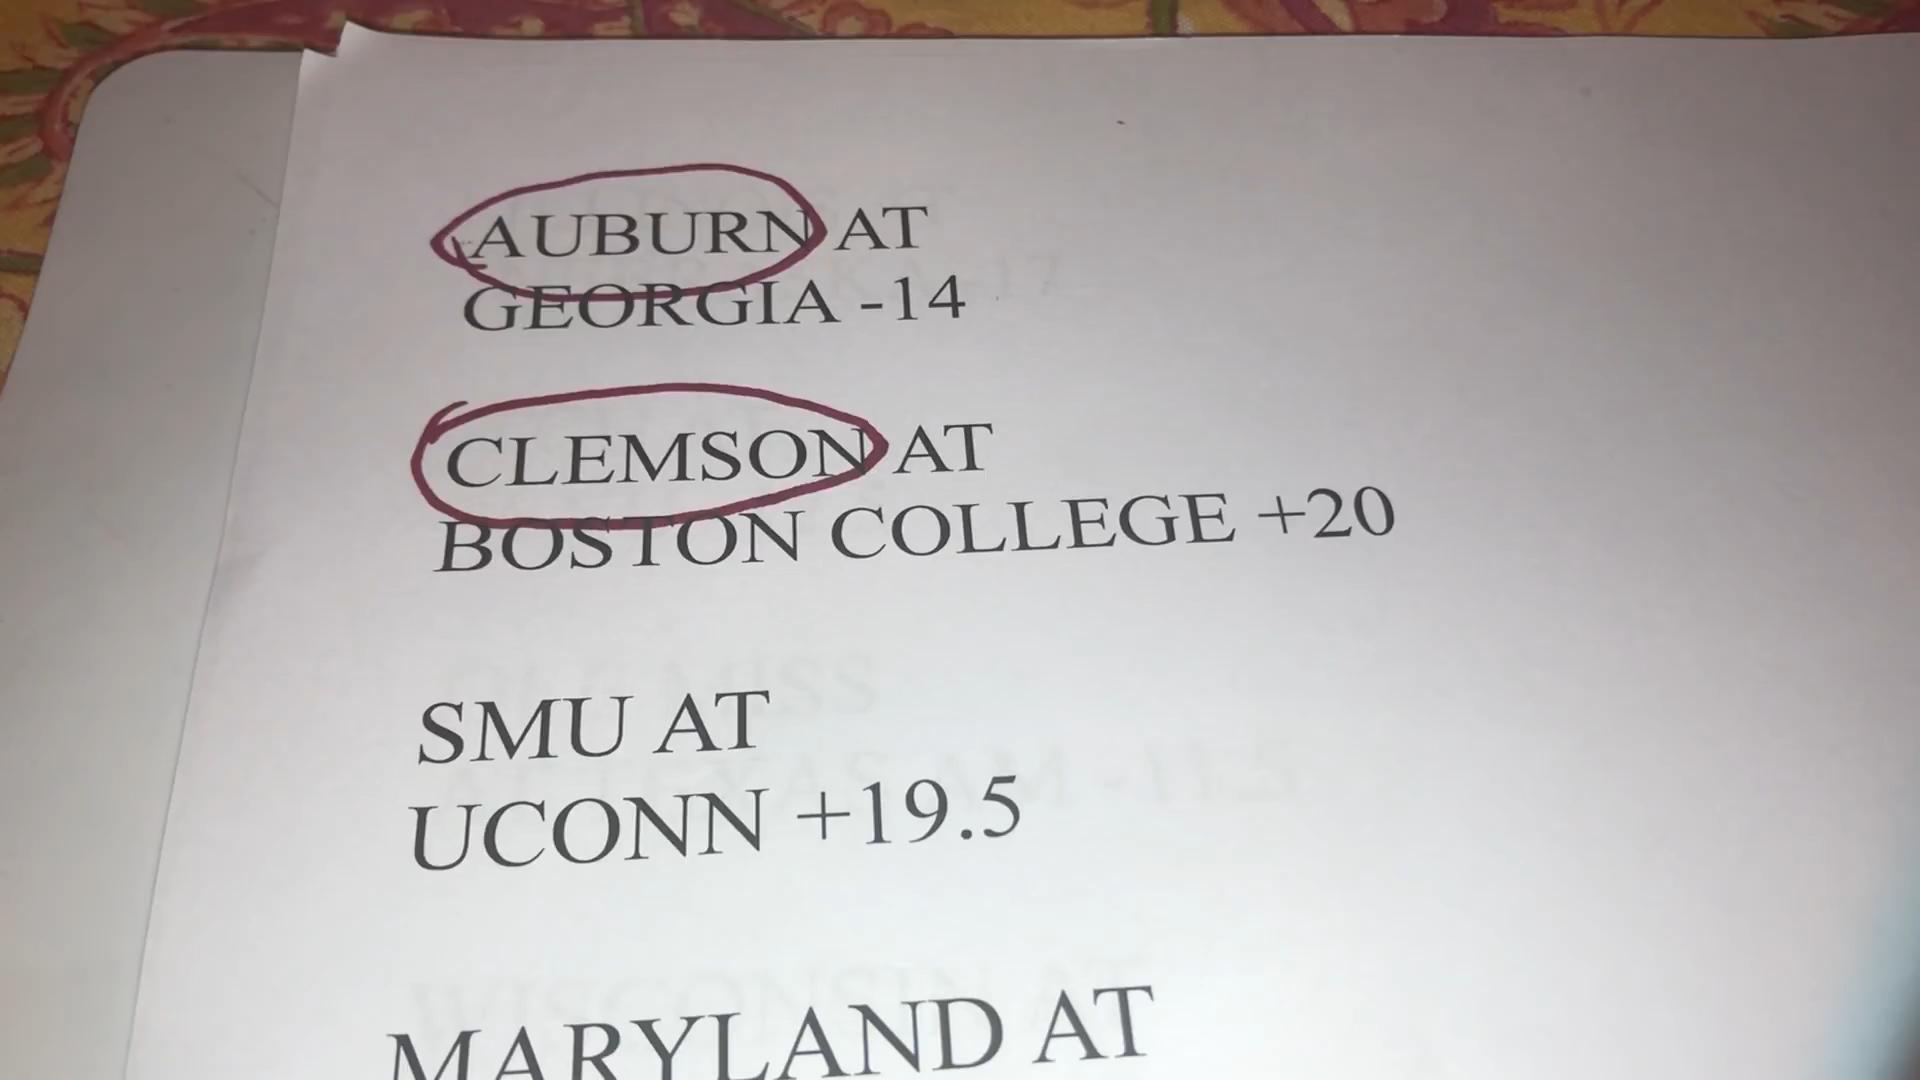 AUBURN AT
GEORGIA -14
CLEMSON AT
BOSTON COLLEGE +20
SMU AT
UCONN +19.5
MARYLAND AT